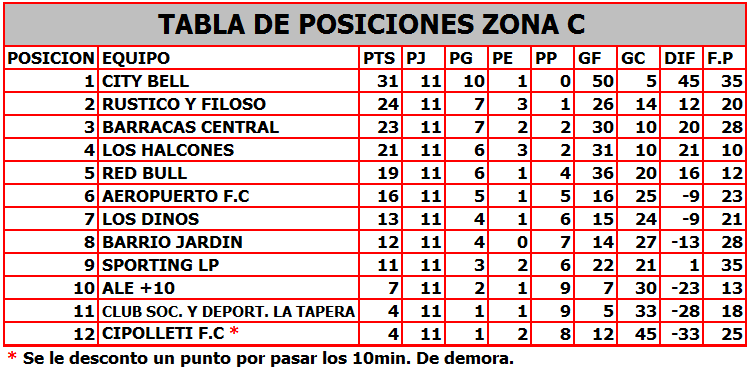 TABLA DE POSICIONES ZONA C
POSICION EQUIPO PTS PJ PG PE PP GF GC DIF F.P
1 CITY BELL 31 11 10 1 0 50 5 45 35
2 RUSTICO Y FILOSO 24 11 7 3 1 26 14 12 20
3 BARRACAS CENTRAL 23 11 7 2 2 30 10 20 28
4 LOS HALCONES 21 11 6 3 2 31 10 21 10
5 RED BULL 19 11 6 1 4 36 20 16 12
6 AEROPUERTO F.C 16 11 5 1 5 16 25 -9 23
7 LOS DINOS 13 11 4 1 6 15 24 -9 21
8 BARRIO JARDIN 12 11 4 0 7 14 27 -13 28
9 SPORTING LP 11 11 3 2 6 22 21 1 35
10 ALE +10 7 11 2 1 9 7 30 -23 13
11 CLUB SOC. Y DEPORT. LA TAPERA 4 11 1 1 9 5 33 -28 18
12 CIPOLLETI F.C * 4 11 1 2 8 12 45 -33 25
* Se le desconto un punto por pasar los 10min. De demora.